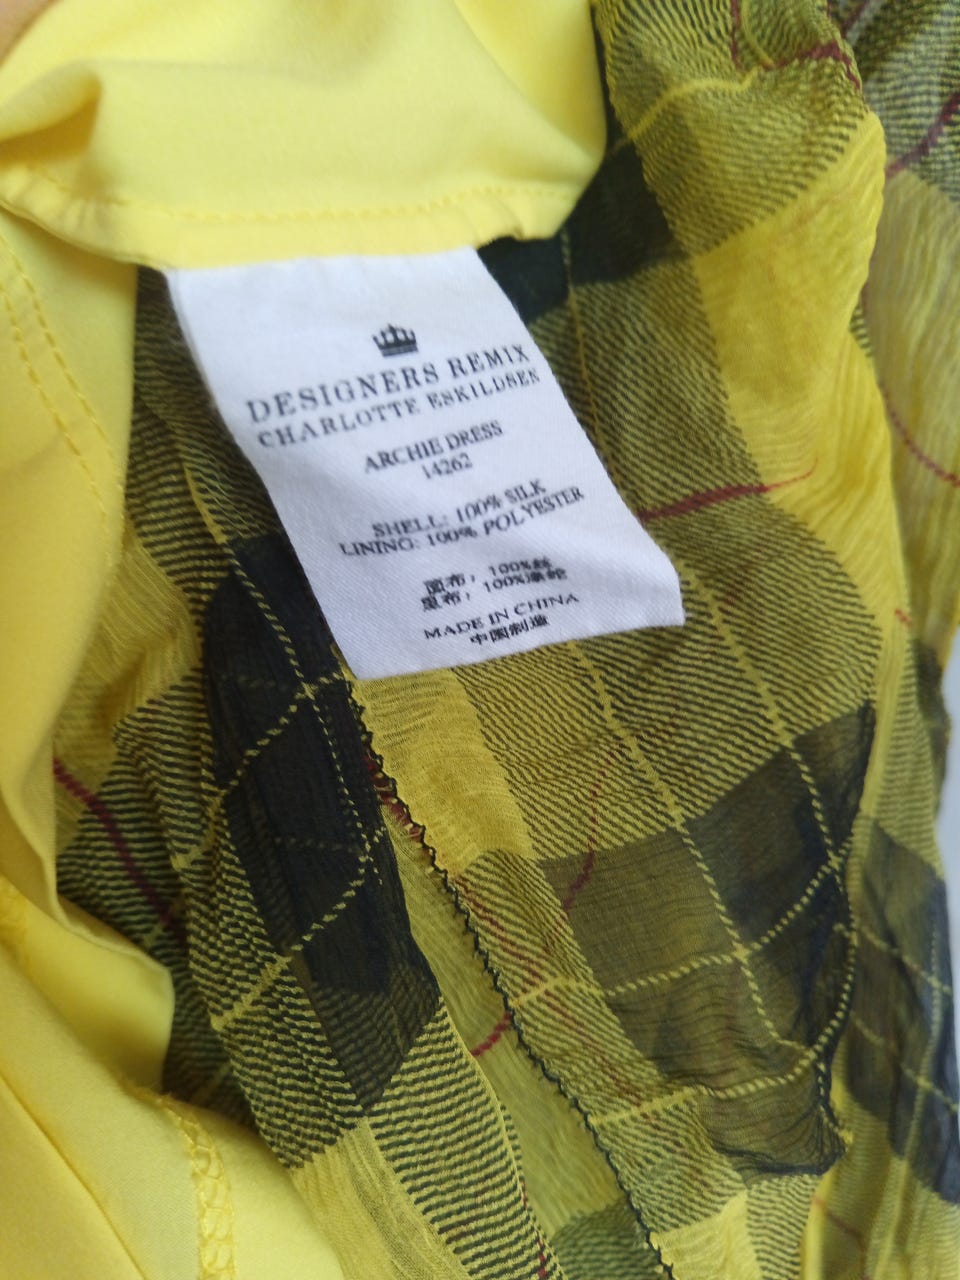 DESIGNERS REMIX
CHARLOTTE ESKILDSEN
ARCHIE DRESS
14262
SHELL: 100% SILK
LINING: 100% POLYESTER
面布：100%丝
里布：100%涤纶
MADE IN CHINA
中国制造